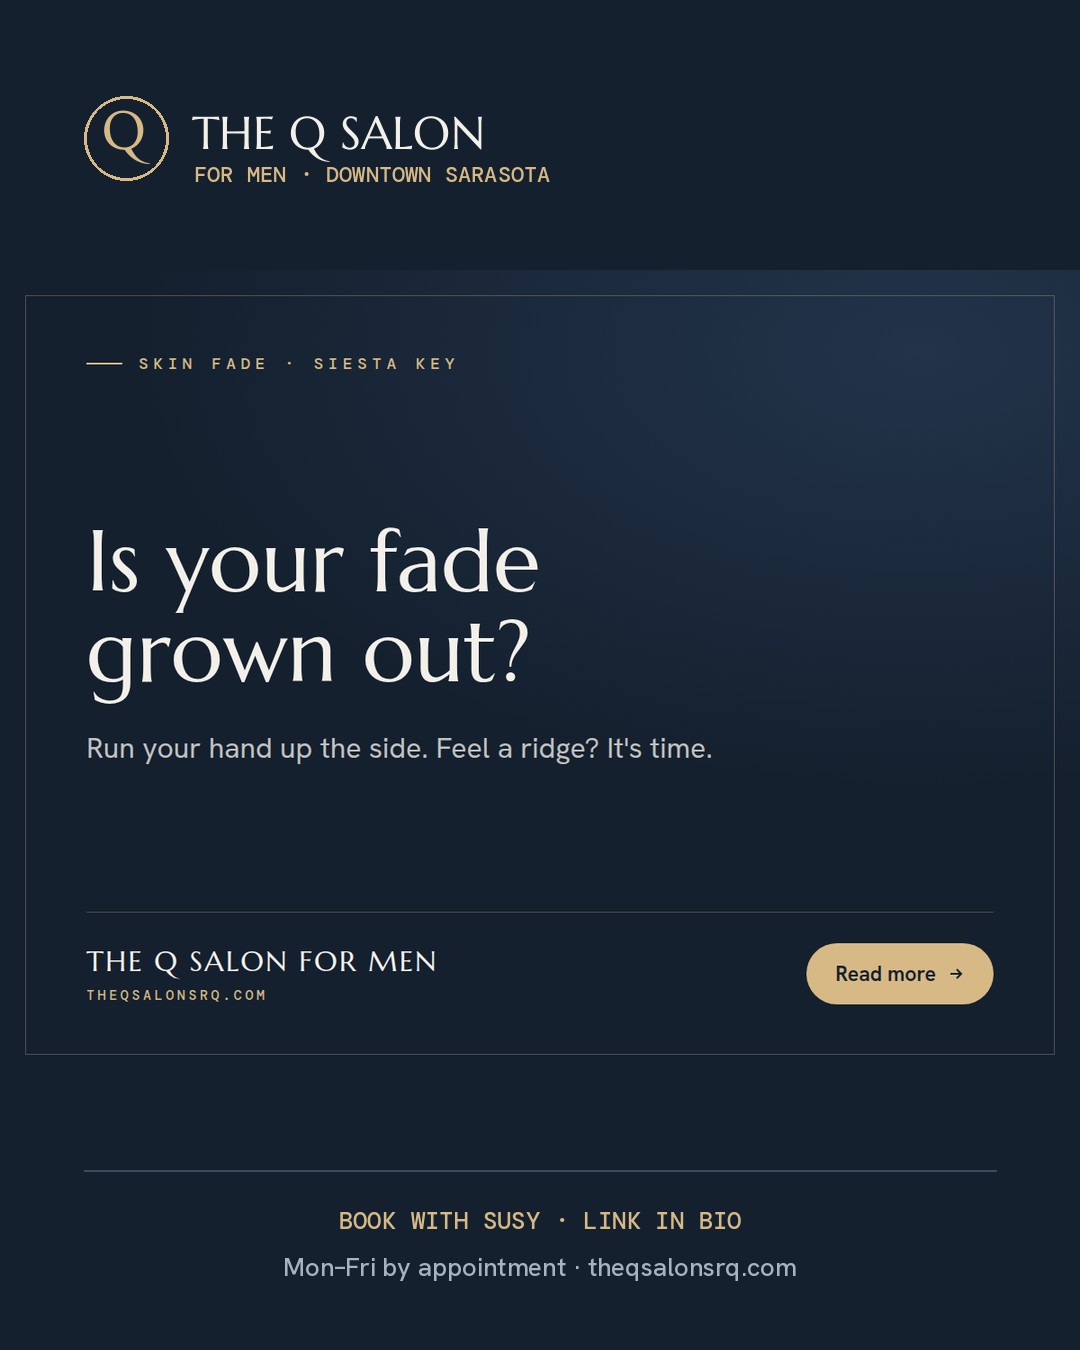 Q
THE Q SALON
FOR MEN · DOWNTOWN SARASOTA
SKIN FADE · SIESTA KEY
Is your fade
grown out?
Run your hand up the side. Feel a ridge? It's time.
THE Q SALON FOR MEN
THEQSALONSRQ.COM
Read more →
BOOK WITH SUSY · LINK IN BIO
Mon–Fri by appointment · theqsalonsrq.com